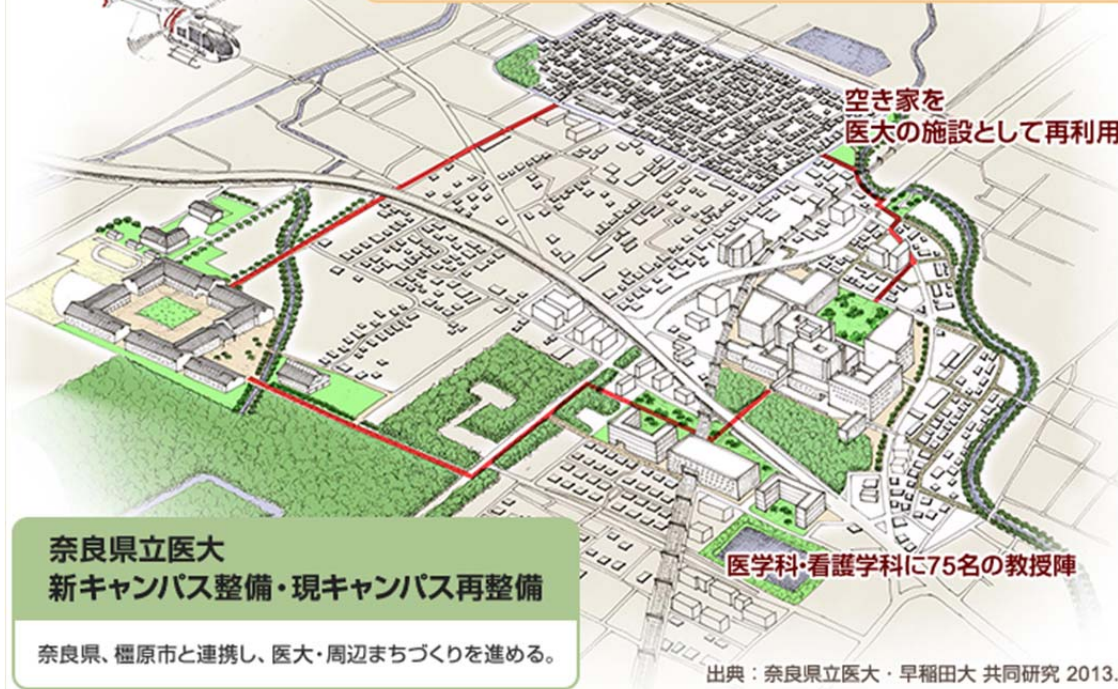 空き家を
医大の施設として再利用
医学科・看護学科に75名の教授陣
奈良県立医大
新キャンパス整備・現キャンパス再整備
奈良県、橿原市と連携し、医大・周辺まちづくりを進める。
出典：奈良県立医大・早稲田大 共同研究 2013.